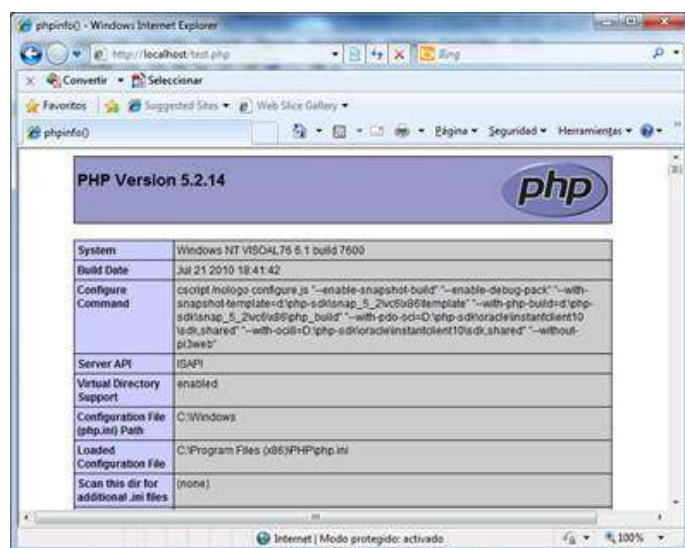 phpinfo() - Windows Internet Explorer
http://localhost/test.php
Bing
Convertir
Seleccionar
Favoritos
Suggested Sites
Web Slice Gallery
phpinfo()
Página
Seguridad
Herramientas
PHP Version 5.2.14
php
System
Windows NT VISOAL76 6.1 build 7600
Build Date
Jul 21 2010 18:41:42
Configure
Command
cscript /nologo configure.js "--enable-snapshot-build" "--enable-debug-pack" "--with-
snapshot-template=d:\php-sdk\snap_5_2\vc6\x86\template" "--with-php-build=d:\php-
sdk\snap_5_2\vc6\x86\php_build" "--with-pdo-oci=D:\php-sdk\oracle\instantclient10
\sdk,shared" "--with-oci8=D:\php-sdk\oracle\instantclient10\sdk,shared" "--without-
pi3web"
Server API
ISAPI
Virtual Directory
Support
enabled
Configuration File
(php.ini) Path
C:\Windows
Loaded
Configuration File
C:\Program Files (x86)\PHP\php.ini
Scan this dir for
additional .ini files
(none)
Internet | Modo protegido: activado
100%